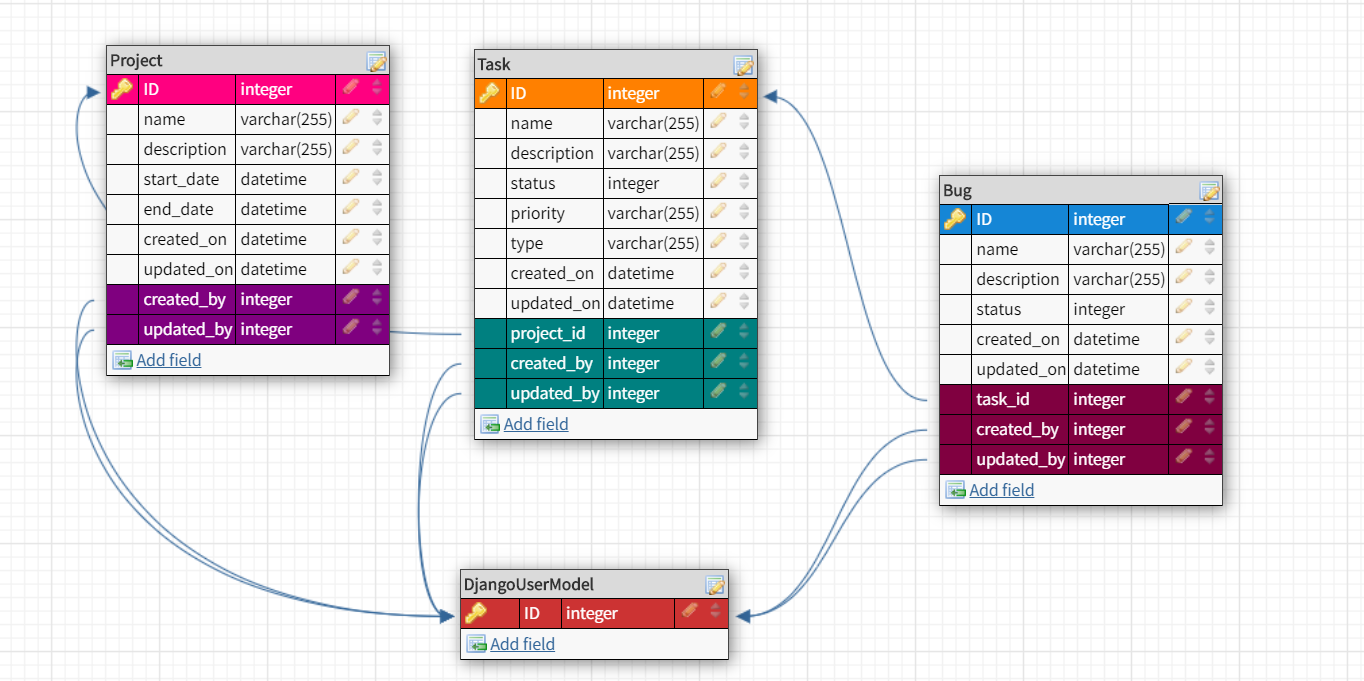 Project
ID integer
name varchar(255)
description varchar(255)
start_date datetime
end_date datetime
created_on datetime
updated_on datetime
created_by integer
updated_by integer
Add field
Task
ID integer
name varchar(255)
description varchar(255)
status integer
priority varchar(255)
type varchar(255)
created_on datetime
updated_on datetime
project_id integer
created_by integer
updated_by integer
Add field
Bug
ID integer
name varchar(255)
description varchar(255)
status integer
created_on datetime
updated_on datetime
task_id integer
created_by integer
updated_by integer
Add field
DjangoUserModel
ID integer
Add field